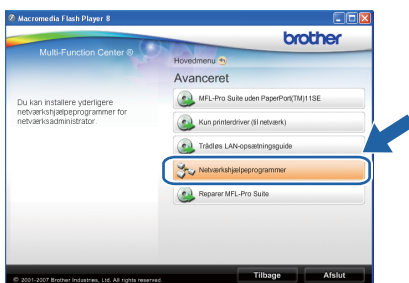 Macromedia Flash Player 8
brother
Multi-Function Center ®
Hovedmenu
Avanceret
Du kan installere yderligere
netværkshjælpeprogrammer for
netværksadministrator.
MFL-Pro Suite uden PaperPort(TM)11SE
Kun printerdriver (til netværk)
Trådløs LAN-opsætningsguide
Netværkshjælpeprogrammer
Reparer MFL-Pro Suite
© 2001-2007 Brother Industries, Ltd. All rights reserved
Tilbage
Afslut